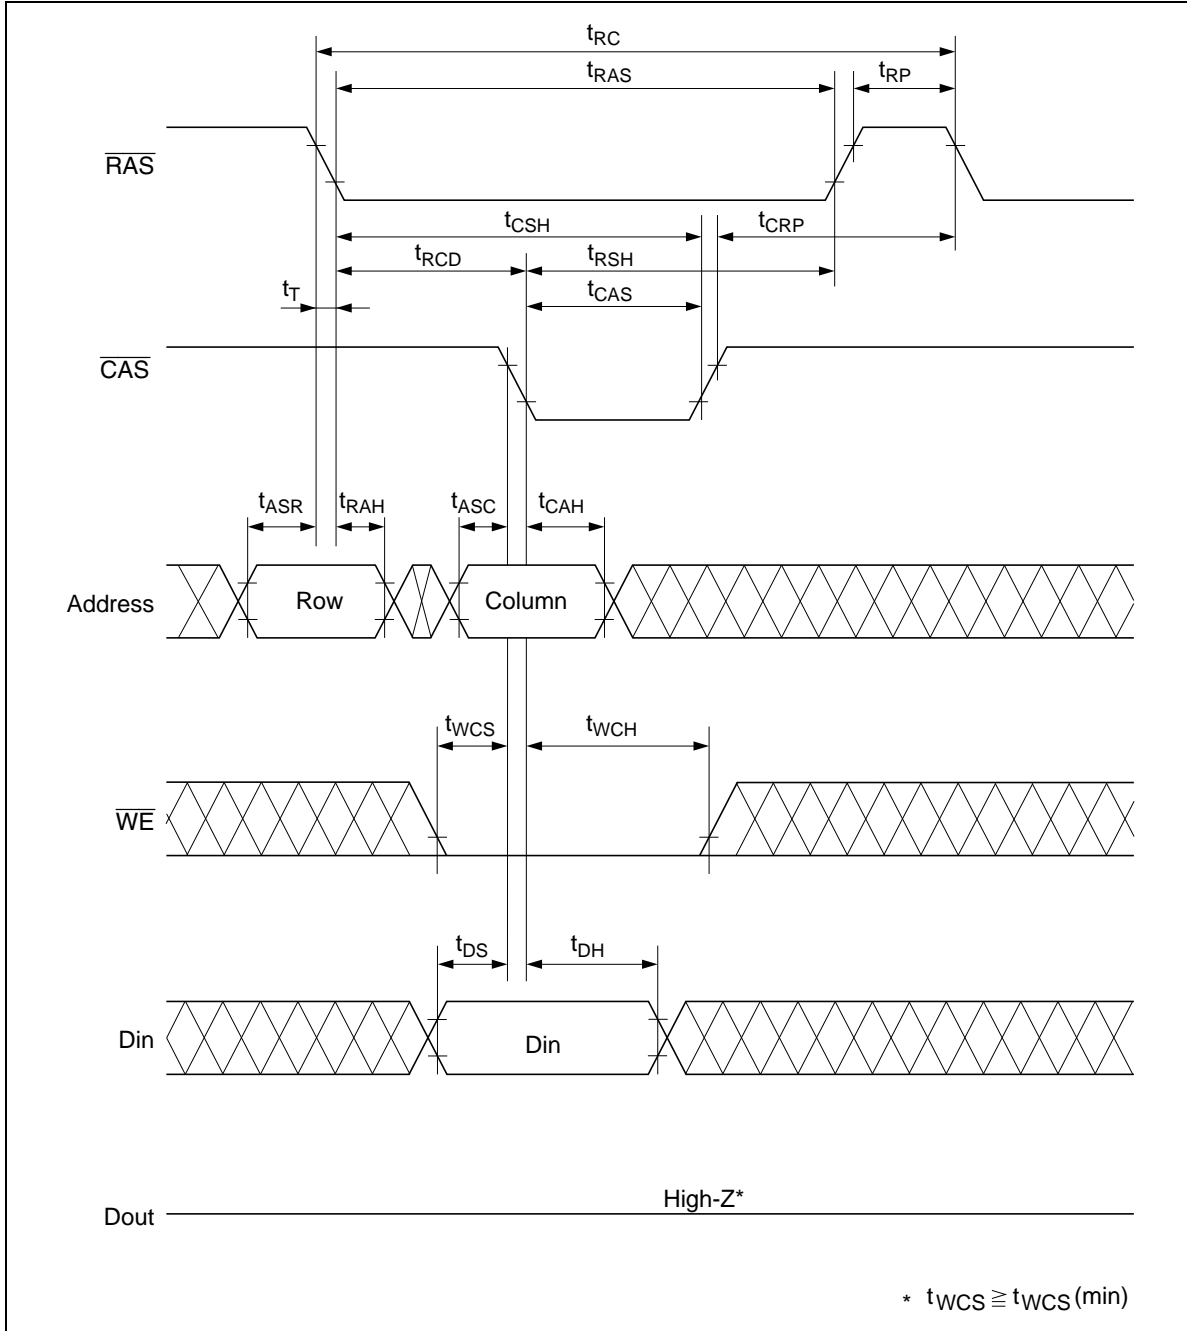 tRC
tRAS
tRP
RAS
tCSH
tCRP
tRCD
tRSH
tT
tCAS
CAS
tASR
tRAH
tASC
tCAH
Address
Row
Column
tWCS
tWCH
WE
tDS
tDH
Din
Din
High-Z*
Dout
* tWCS ≧ tWCS (min)